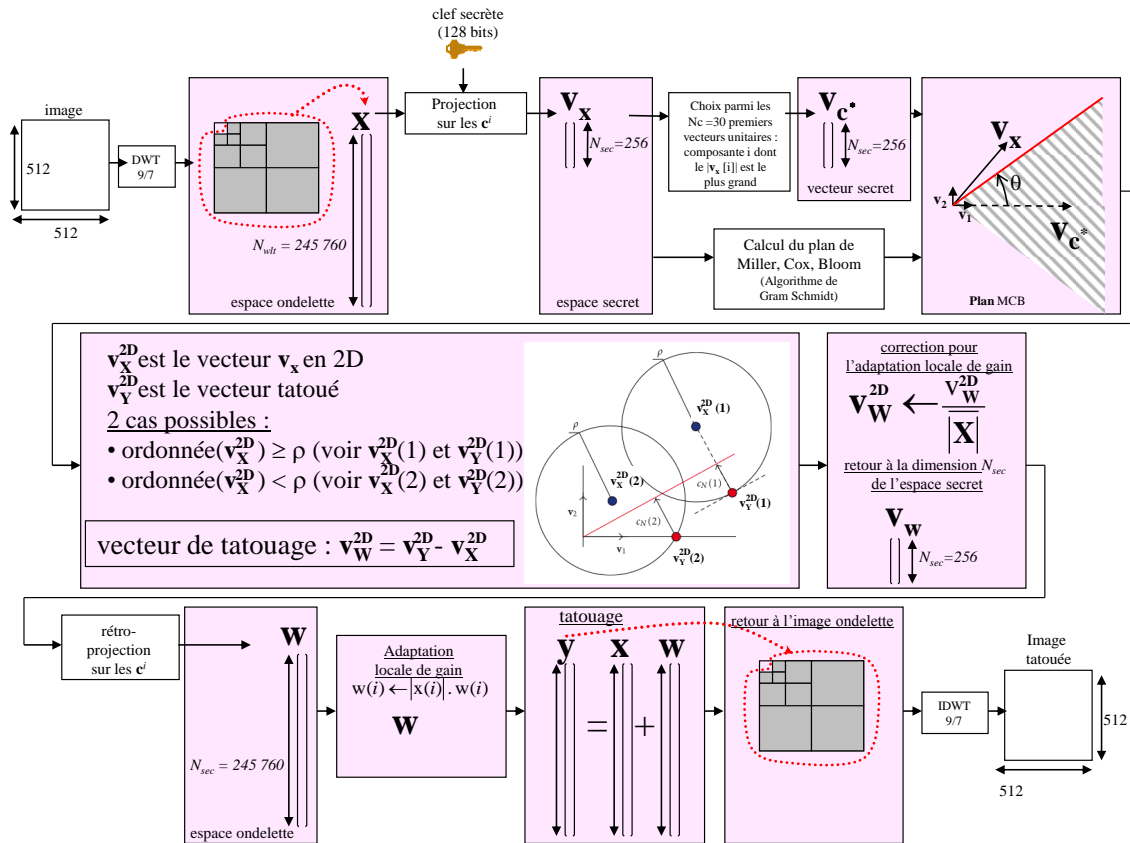 clef secrète
(128 bits)
image
512
512
DWT
9/7
x
N_wlt = 245 760
espace ondelette
Projection
sur les c^i
v_x
N_sec=256
espace secret
Choix parmi les
Nc =30 premiers
vecteurs unitaires :
composante i dont
le |v_x [i]| est le
plus grand
v_c*
N_sec=256
vecteur secret
Calcul du plan de
Miller, Cox, Bloom
(Algorithme de
Gram Schmidt)
v_x
θ
v_2
v_1
v_c*
Plan MCB
v_X^2D est le vecteur v_x en 2D
v_Y^2D est le vecteur tatoué
2 cas possibles :
• ordonnée(v_X^2D) ≥ ρ (voir v_X^2D(1) et v_Y^2D(1))
• ordonnée(v_X^2D) < ρ (voir v_X^2D(2) et v_Y^2D(2))
vecteur de tatouage : v_W^2D = v_Y^2D - v_X^2D
ρ
v_X^2D(1)
ρ
v_X^2D(2)
c_N(1)
v_Y^2D(1)
v_2
c_N(2)
v_1
v_Y^2D(2)
correction pour
l'adaptation locale de gain
v_W^2D ← V_W^2D / |X|
retour à la dimension N_sec
de l'espace secret
v_w
N_sec=256
rétro-
projection
sur les c^i
w
N_sec = 245 760
espace ondelette
Adaptation
locale de gain
w(i) ← |x(i)| . w(i)
w
tatouage
y = x + w
retour à l'image ondelette
IDWT
9/7
Image
tatouée
512
512